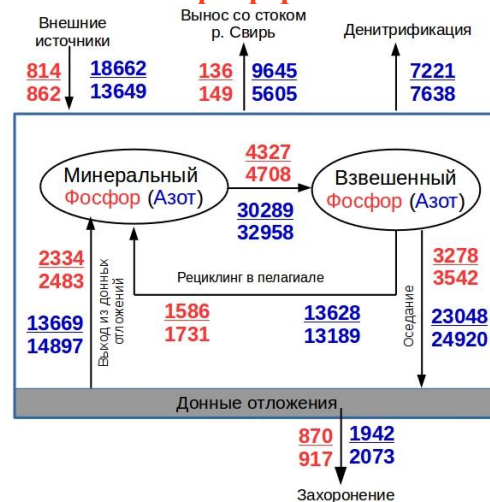 Внешние
источники
814
862
18662
13649
Вынос со стоком
р. Свирь
136
149
9645
5605
Денитрификация
7221
7638
Минеральный
Фосфор (Азот)
4327
4708
30289
32958
Взвешенный
Фосфор (Азот)
2334
2483
13669
14897
Выход из донных
отложений
Рециклинг в пелагиале
1586
1731
13628
13189
Оседание
3278
3542
23048
24920
Донные отложения
870
917
1942
2073
Захоронение